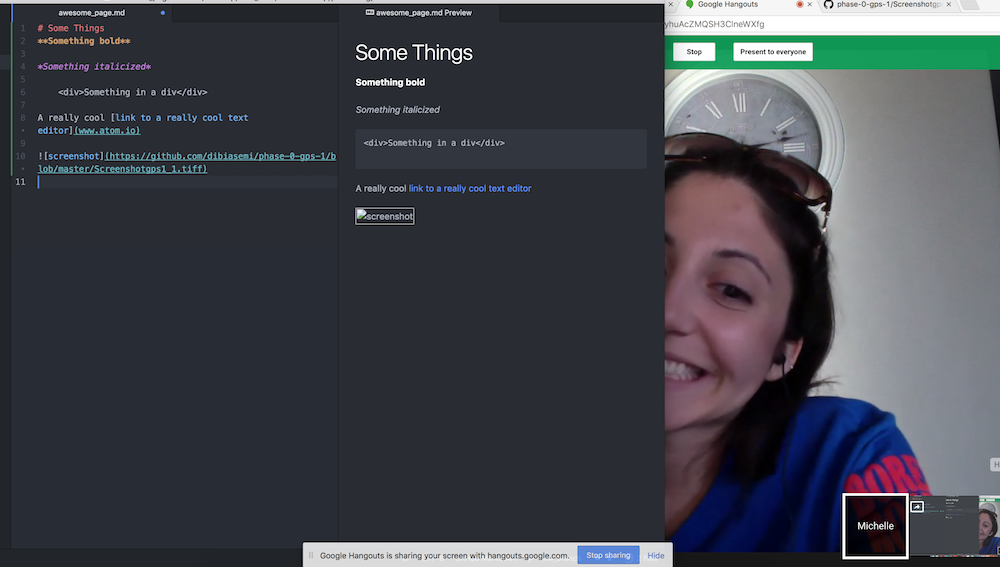 awesome_page.md
1 # Some Things
2 **Something bold**
3
4 *Something italicized*
5
6 <div>Something in a div</div>
7
8 A really cool [link to a really cool text
• editor](www.atom.io)
9
10 ![screenshot](https://github.com/dibiasemi/phase-0-gps-1/b
• lob/master/Screenshotgps1_1.tiff)
11
awesome_page.md Preview
Some Things
Something bold
Something italicized
<div>Something in a div</div>
A really cool link to a really cool text editor
screenshot
Google Hangouts
phase-0-gps-1/Screenshotgp
yhuAcZMQSH3ClneWXfg
Stop
Present to everyone
Michelle
Google Hangouts is sharing your screen with hangouts.google.com.
Stop sharing
Hide